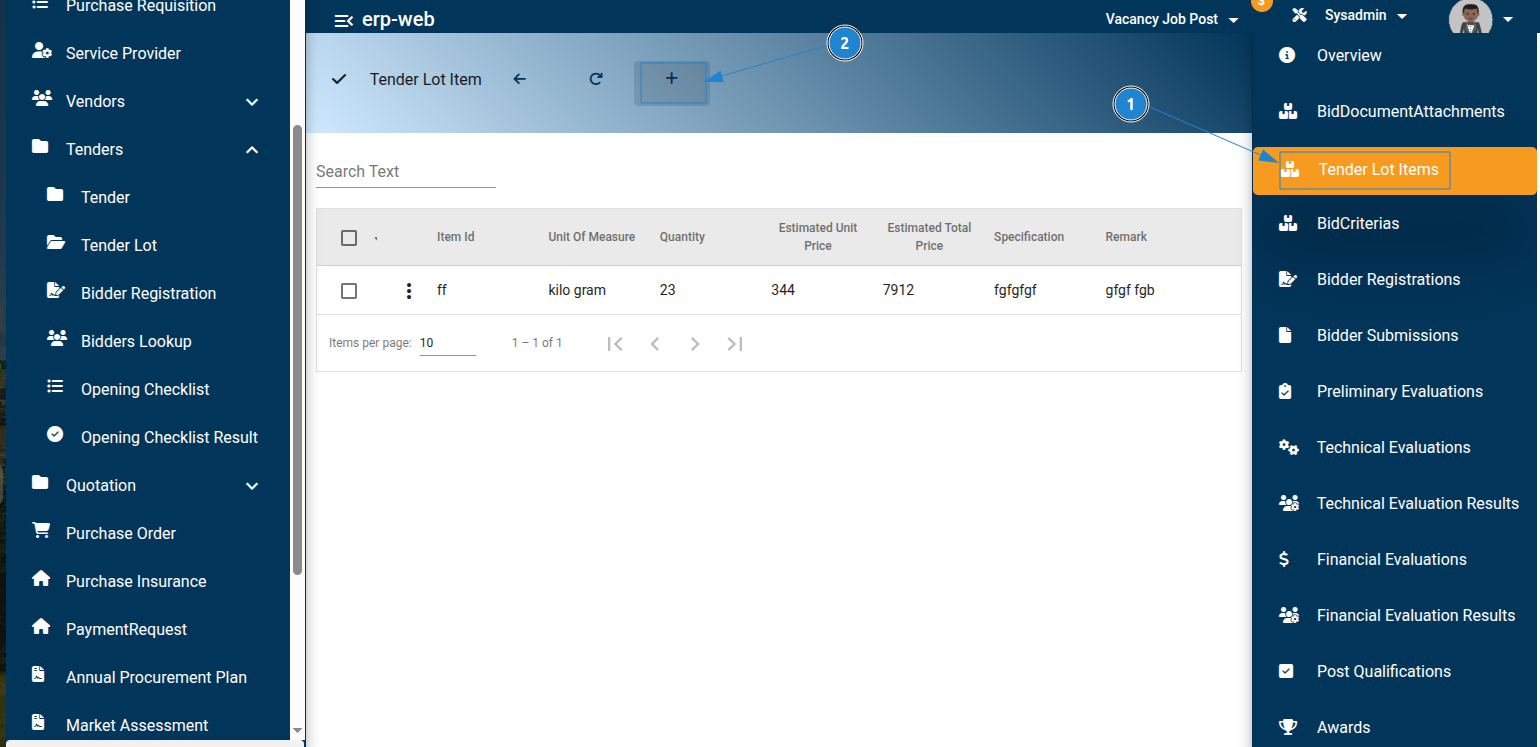 Purchase Requisition
Service Provider
Vendors
Tenders
Tender
Tender Lot
Bidder Registration
Bidders Lookup
Opening Checklist
Opening Checklist Result
Quotation
Purchase Order
Purchase Insurance
PaymentRequest
Annual Procurement Plan
Market Assessment
erp-web
Vacancy Job Post
3
Sysadmin
Tender Lot Item
+
2
1
Search Text
Item Id Unit Of Measure Quantity Estimated Unit Price Estimated Total Price Specification Remark
ff kilo gram 23 344 7912 fgfgfgf gfgf fgb
Items per page: 10 1 – 1 of 1
Overview
BidDocumentAttachments
Tender Lot Items
BidCriterias
Bidder Registrations
Bidder Submissions
Preliminary Evaluations
Technical Evaluations
Technical Evaluation Results
Financial Evaluations
Financial Evaluation Results
Post Qualifications
Awards